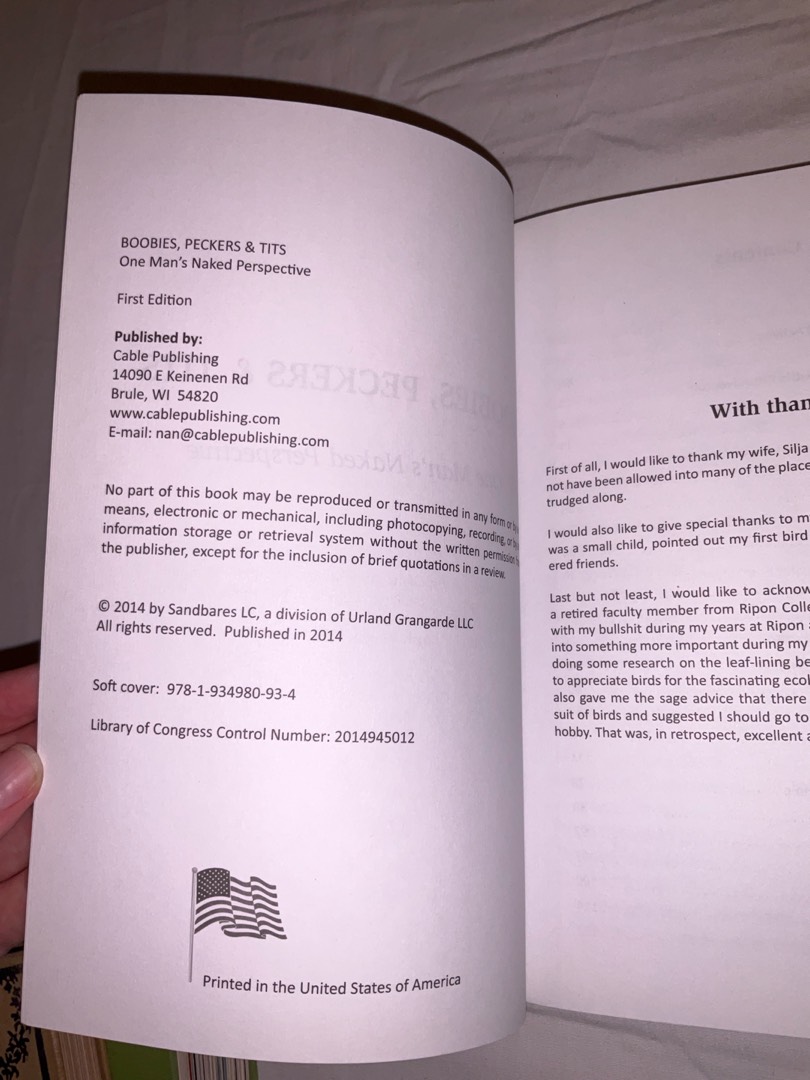 BOOBIES, PECKERS & TITS
One Man's Naked Perspective
First Edition
Published by:
Cable Publishing
14090 E Keinenen Rd
Brule, WI 54820
www.cablepublishing.com
E-mail: nan@cablepublishing.com
No part of this book may be reproduced or transmitted in any form or by
means, electronic or mechanical, including photocopying, recording, or by
information storage or retrieval system without the written permission
the publisher, except for the inclusion of brief quotations in a review.
© 2014 by Sandbares LC, a division of Urland Grangarde LLC
All rights reserved. Published in 2014
Soft cover: 978-1-934980-93-4
Library of Congress Control Number: 2014945012
Printed in the United States of America
With than
First of all, I would like to thank my wife, Silja
not have been allowed into many of the place
trudged along.
I would also like to give special thanks to m
was a small child, pointed out my first bird
ered friends.
Last but not least, I would like to acknow
a retired faculty member from Ripon Colle
with my bullshit during my years at Ripon
into something more important during my
doing some research on the leaf-lining be
to appreciate birds for the fascinating ecol
also gave me the sage advice that there
suit of birds and suggested I should go to
hobby. That was, in retrospect, excellent a